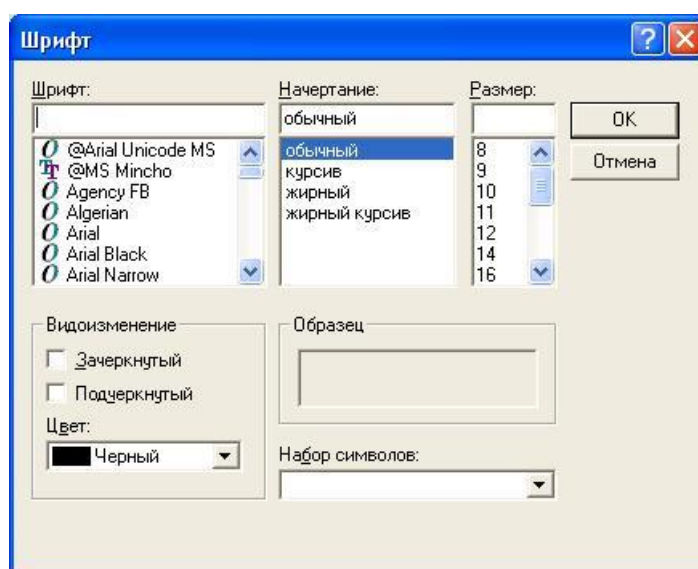 Шрифт
Шрифт:
Начертание:
Размер:
обычный
OK
Отмена
@Arial Unicode MS
@MS Mincho
Agency FB
Algerian
Arial
Arial Black
Arial Narrow
обычный
курсив
жирный
жирный курсив
8
9
10
11
12
14
16
Видоизменение
Зачеркнутый
Подчеркнутый
Цвет:
Черный
Образец
Набор символов: